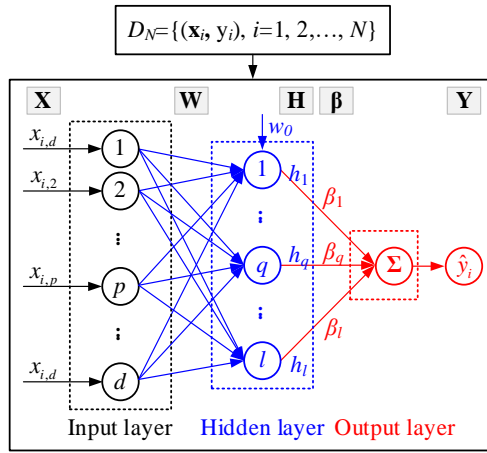 D_N={(x_i, y_i), i=1, 2,…, N}
X W H β Y
w_0
x_{i,d} 1 1 h_1
x_{i,2} 2 β_1
⋮ ⋮
x_{i,p} p q h_q β_q Σ ŷ_i
⋮ ⋮
x_{i,d} d l h_l β_l
Input layer Hidden layer Output layer